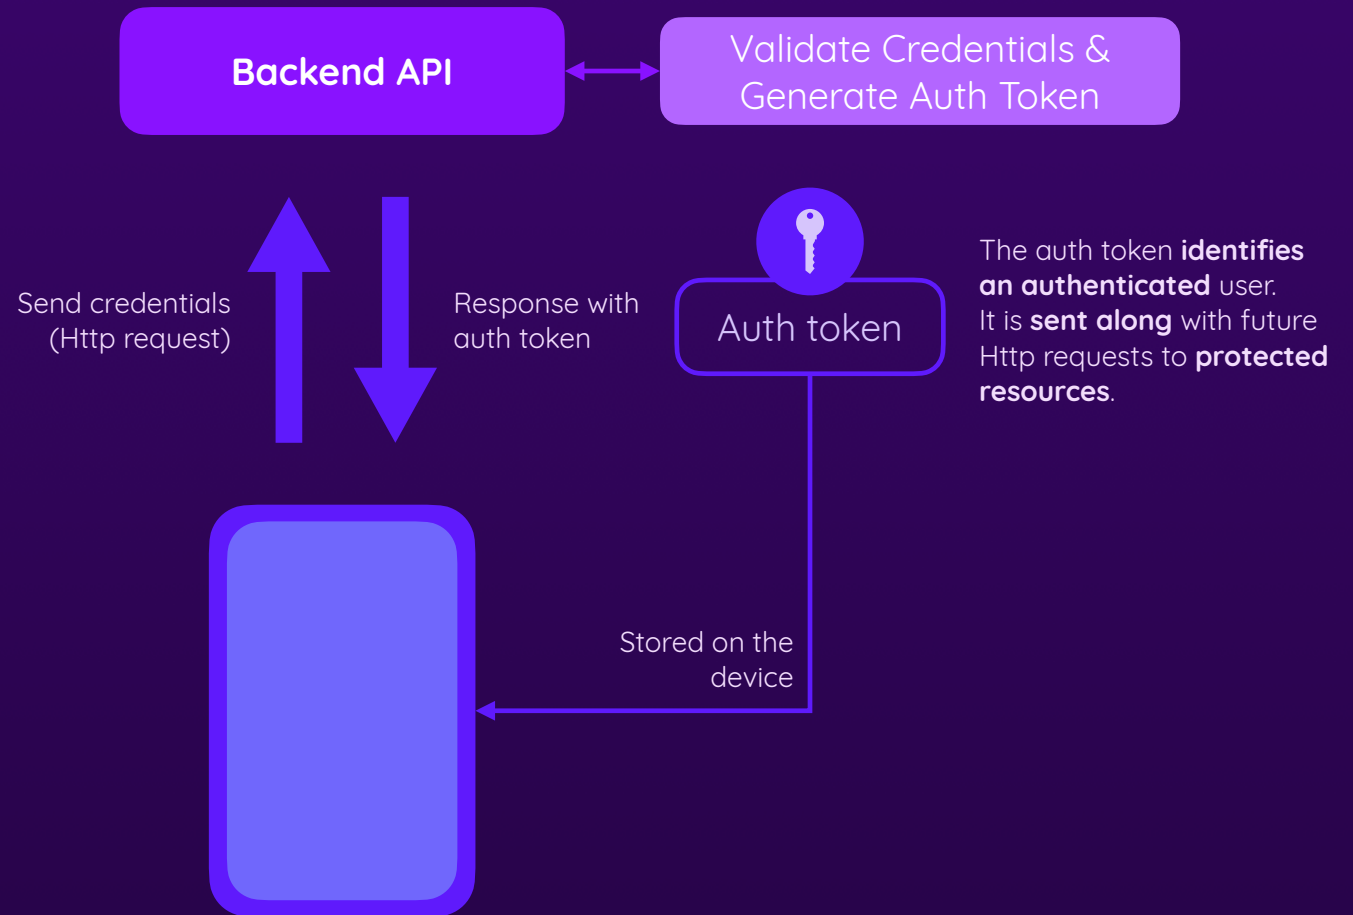 Backend API
Validate Credentials &
Generate Auth Token
Send credentials
(Http request)
Response with
auth token
Auth token
The auth token identifies
an authenticated user.
It is sent along with future
Http requests to protected
resources.
Stored on the
device